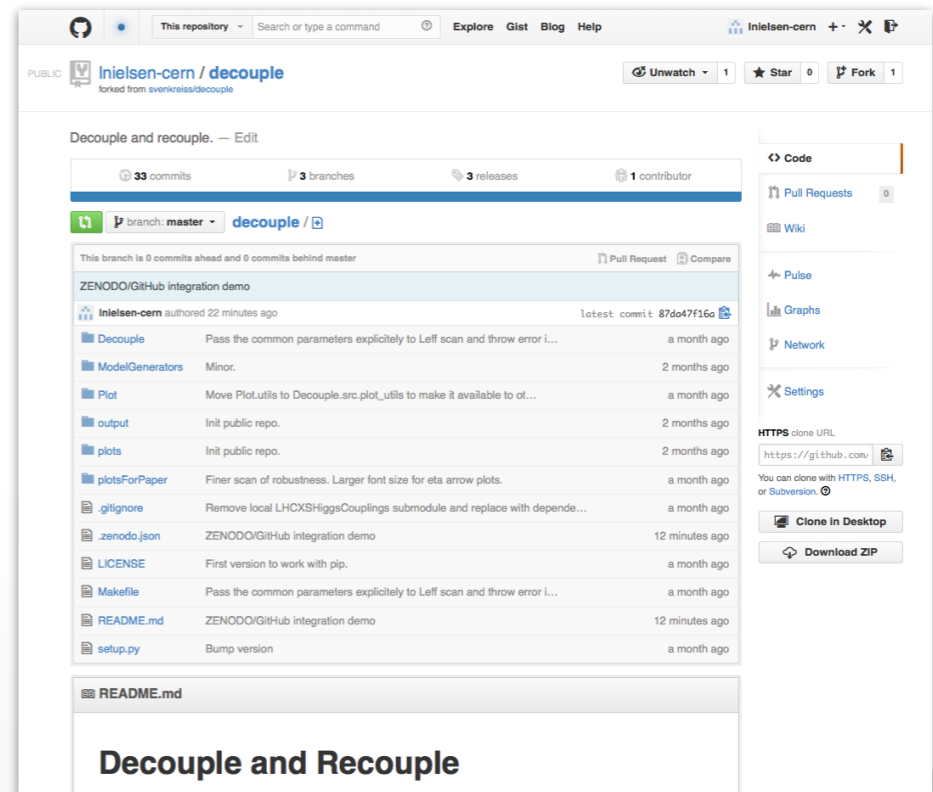 This repository Search or type a command Explore Gist Blog Help lnielsen-cern
PUBLIC lnielsen-cern / decouple Unwatch 1 Star 0 Fork 1
forked from svenkreiss/decouple
Decouple and recouple. — Edit
33 commits 3 branches 3 releases 1 contributor
branch: master decouple /
This branch is 0 commits ahead and 0 commits behind master Pull Request Compare
ZENODO/GitHub integration demo
lnielsen-cern authored 22 minutes ago latest commit 87da47f16a
Decouple Pass the common parameters explicitely to Leff scan and throw error i... a month ago
ModelGenerators Minor. 2 months ago
Plot Move Plot.utils to Decouple.src.plot_utils to make it available to ot... a month ago
output Init public repo. 2 months ago
plots Init public repo. 2 months ago
plotsForPaper Finer scan of robustness. Larger font size for eta arrow plots. a month ago
.gitignore Remove local LHCXSHiggsCouplings submodule and replace with depende... a month ago
.zenodo.json ZENODO/GitHub integration demo 12 minutes ago
LICENSE First version to work with pip. a month ago
Makefile Pass the common parameters explicitely to Leff scan and throw error i... a month ago
README.md ZENODO/GitHub integration demo 12 minutes ago
setup.py Bump version a month ago
README.md
Decouple and Recouple
Code
Pull Requests 0
Wiki
Pulse
Graphs
Network
Settings
HTTPS clone URL
https://github.com/
You can clone with HTTPS, SSH,
or Subversion.
Clone in Desktop
Download ZIP